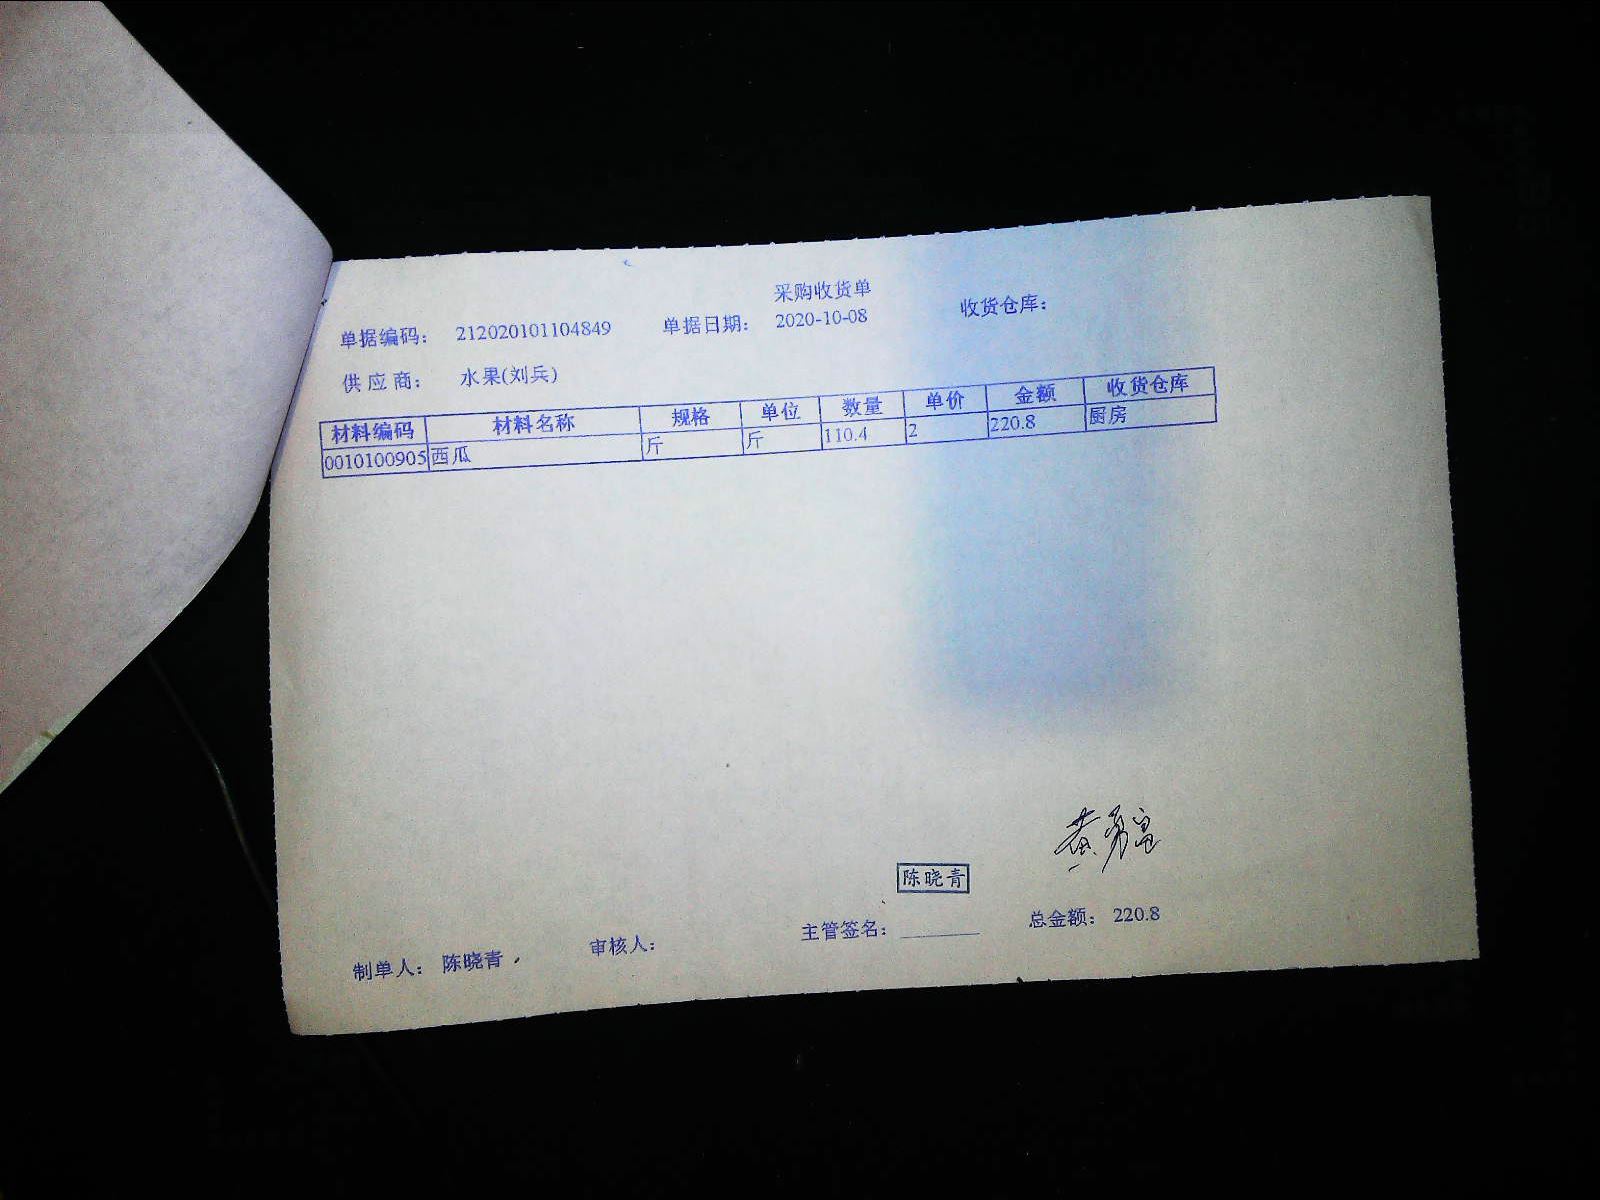 采购收货单
单据编码： 212020101104849 单据日期： 2020-10-08 收货仓库：
供 应 商： 水果(刘兵)
材料编码 材料名称 规格 单位 数量 单价 金额 收货仓库
0010100905 西瓜 斤 斤 110.4 2 220.8 厨房
陈晓青
制单人： 陈晓青 审核人： 主管签名： 总金额： 220.8